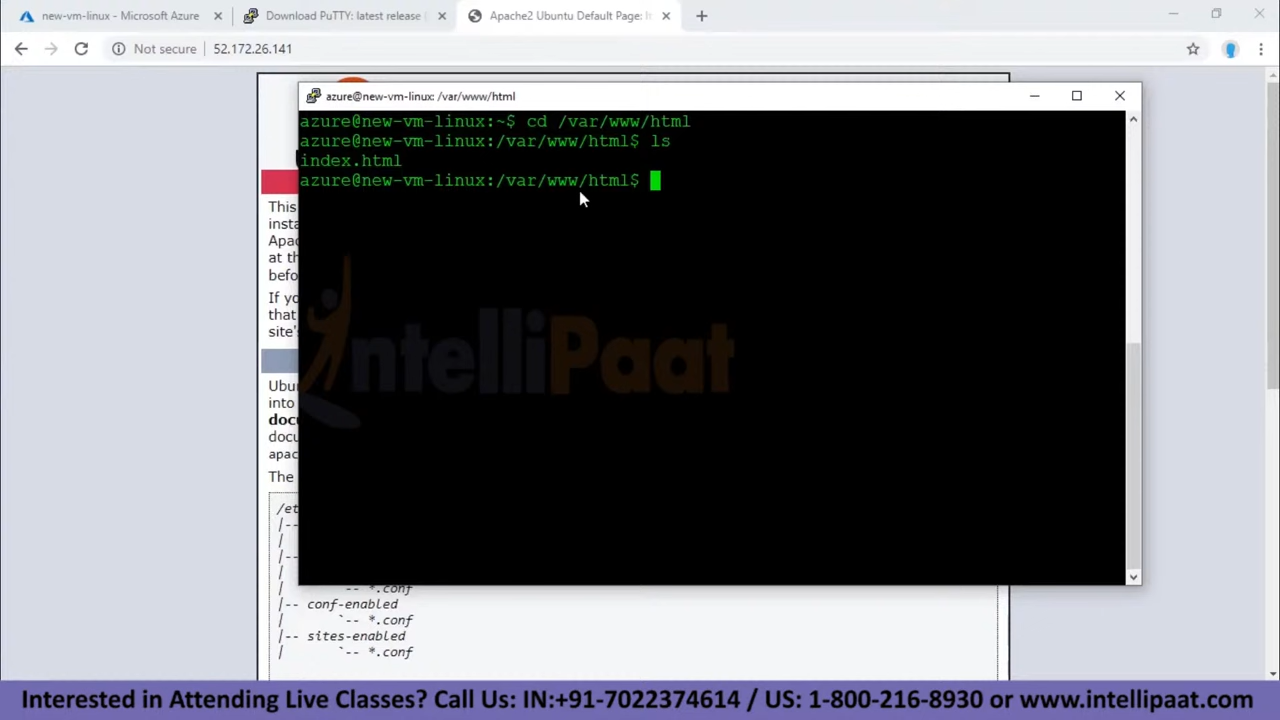 new-vm-linux - Microsoft Azure
Download PuTTY: latest release (
Apache2 Ubuntu Default Page: It
Not secure
52.172.26.141
azure@new-vm-linux: /var/www/html
azure@new-vm-linux:~$ cd /var/www/html
azure@new-vm-linux:/var/www/html$ ls
index.html
azure@new-vm-linux:/var/www/html$
This
insta
Apac
at th
befo
If yo
that
site's
IntelliPaat
Ubun
into
docu
docu
apac
The
/et
|--
|
|--
|
|
`-- *.conf
|-- conf-enabled
| `-- *.conf
|-- sites-enabled
| `-- *.conf
Interested in Attending Live Classes? Call Us: IN:+91-7022374614 / US: 1-800-216-8930 or www.intellipaat.com